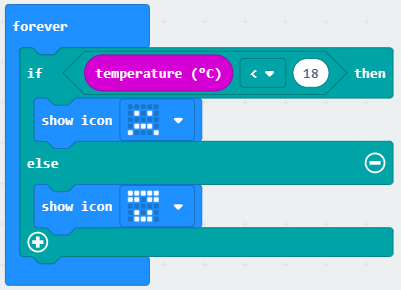 forever
if temperature (°C) < 18 then
show icon
else
show icon